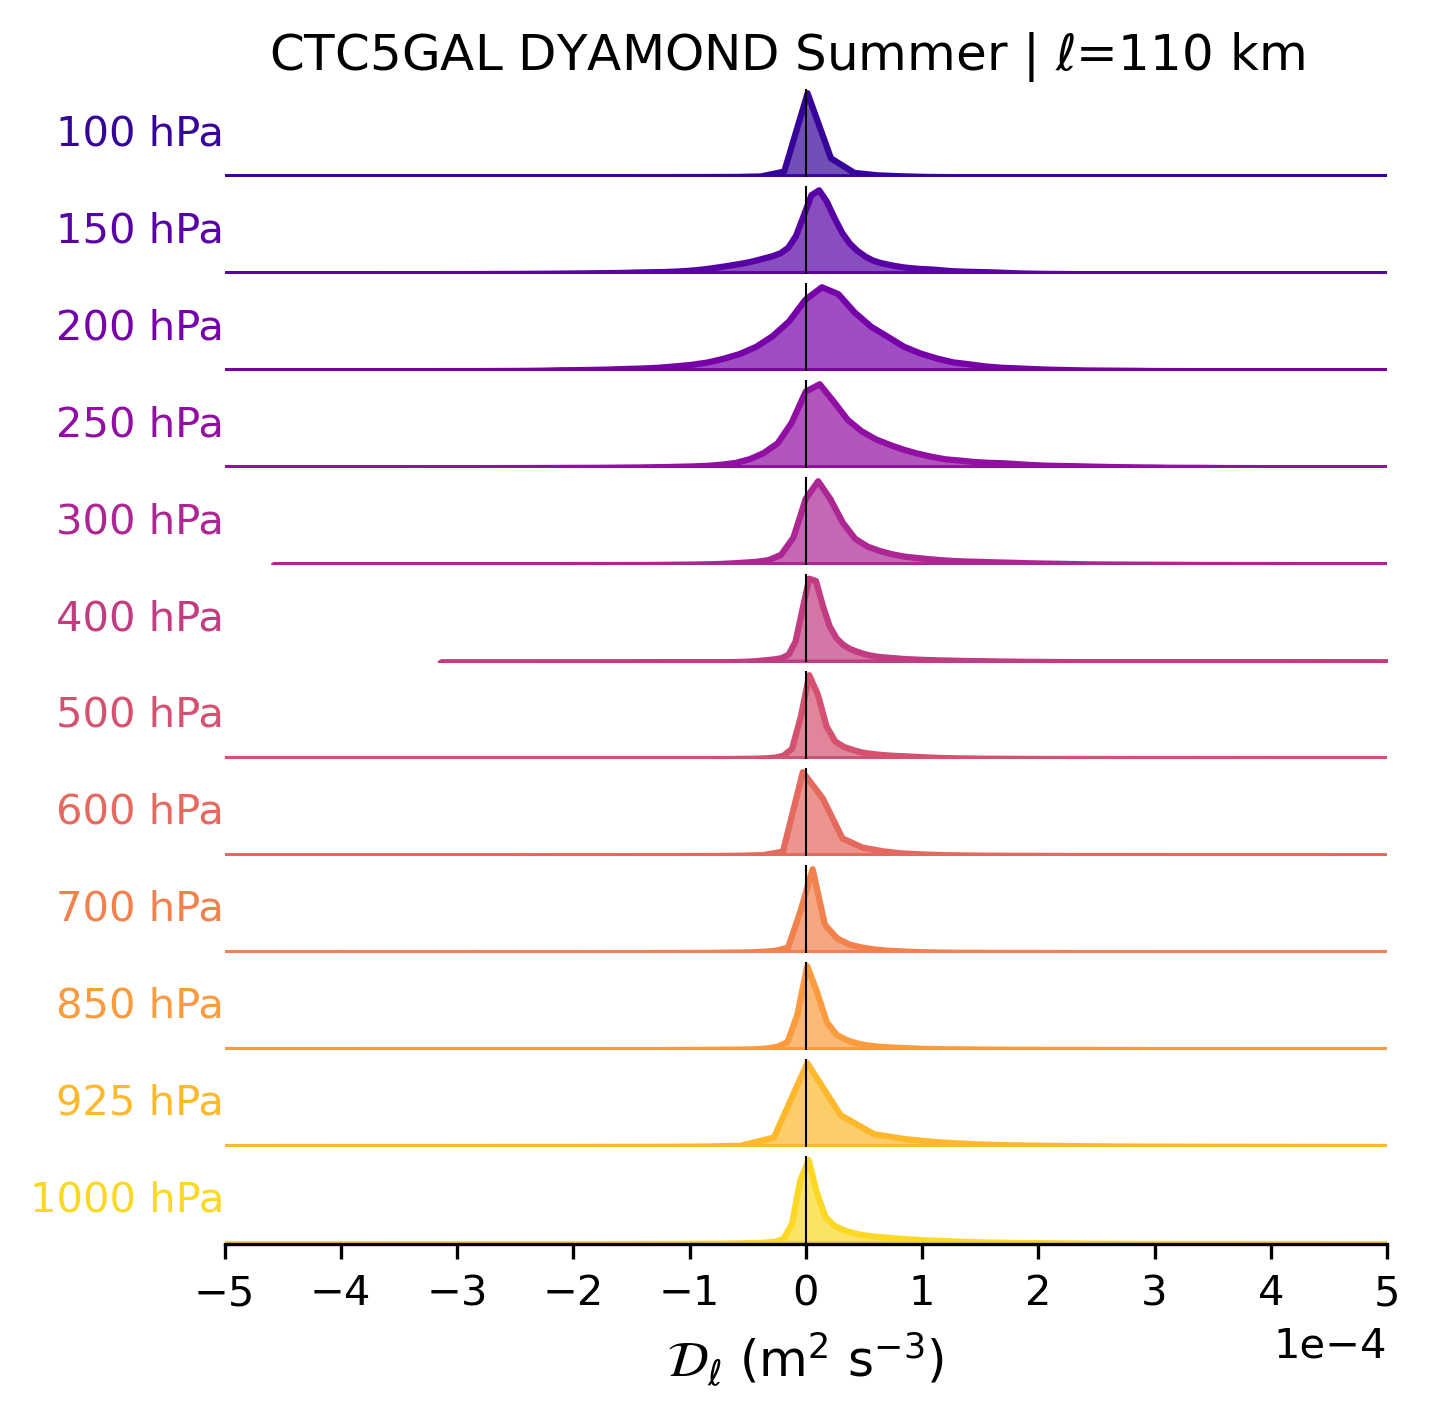 CTC5GAL DYAMOND Summer | ℓ=110 km
100 hPa
150 hPa
200 hPa
250 hPa
300 hPa
400 hPa
500 hPa
600 hPa
700 hPa
850 hPa
925 hPa
1000 hPa
−5 −4 −3 −2 −1 0 1 2 3 4 5
1e−4
𝒟ℓ (m² s⁻³)